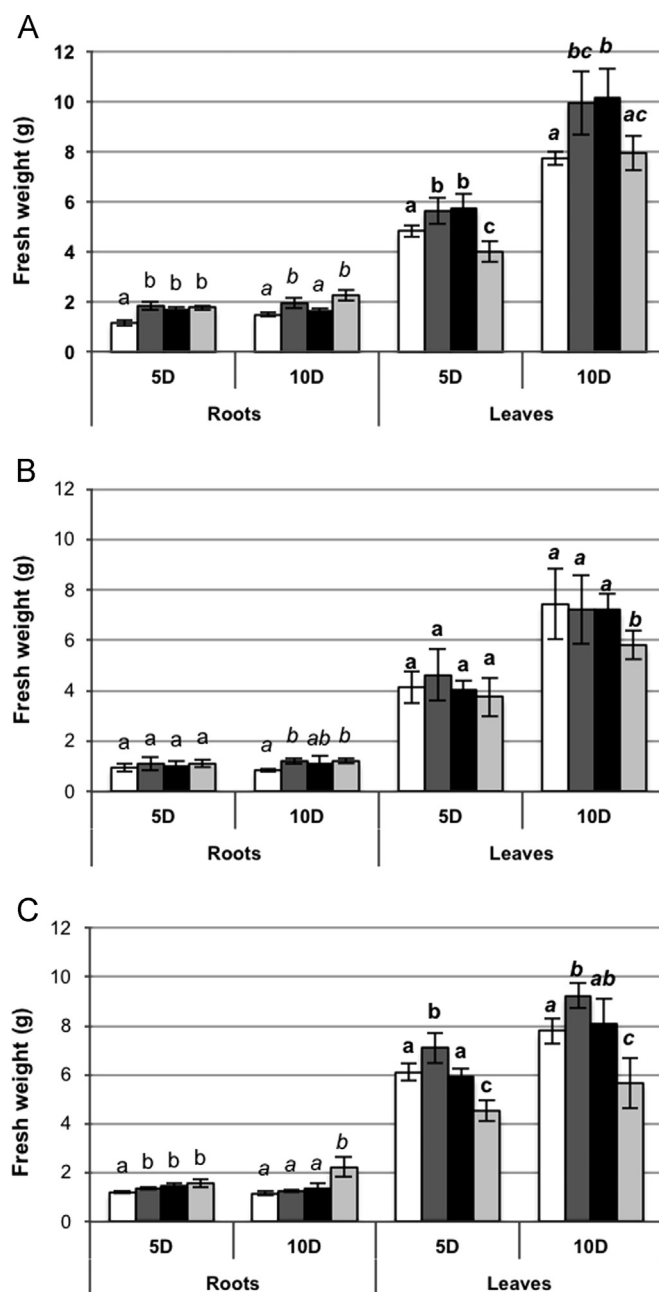 A
Fresh weight (g)
12
10
8
6
4
2
0
a b b b
a b a b
a b b c
a bc b ac
5D 10D 5D 10D
Roots Leaves
B
Fresh weight (g)
12
10
8
6
4
2
0
a a a a
a b ab b
a a a a
a a a b
5D 10D 5D 10D
Roots Leaves
C
Fresh weight (g)
12
10
8
6
4
2
0
a b b b
a a a b
a b a c
a b ab c
5D 10D 5D 10D
Roots Leaves